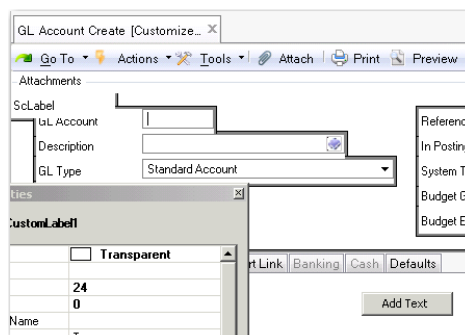 GL Account Create [Customize...
Go To Actions Tools Attach Print Preview
Attachments
ScLabel
GL Account
Description
GL Type Standard Account
Referenc
In Posting
System T
Budget G
Budget E
ties
CustomLabel1
Transparent
24
0
Name
rt Link Banking Cash Defaults
Add Text